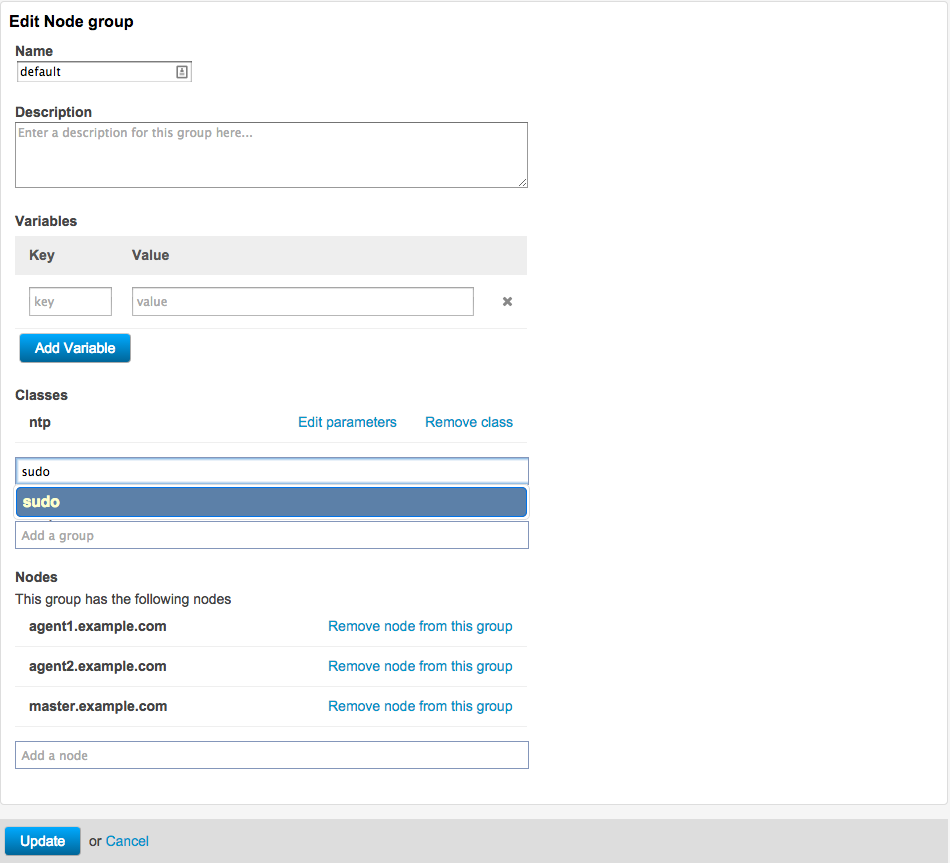 Edit Node group
Name
default
Description
Enter a description for this group here...
Variables
Key Value
key value ✖
Add Variable
Classes
ntp Edit parameters Remove class
sudo
sudo
Add a group
Nodes
This group has the following nodes
agent1.example.com Remove node from this group
agent2.example.com Remove node from this group
master.example.com Remove node from this group
Add a node
Update or Cancel